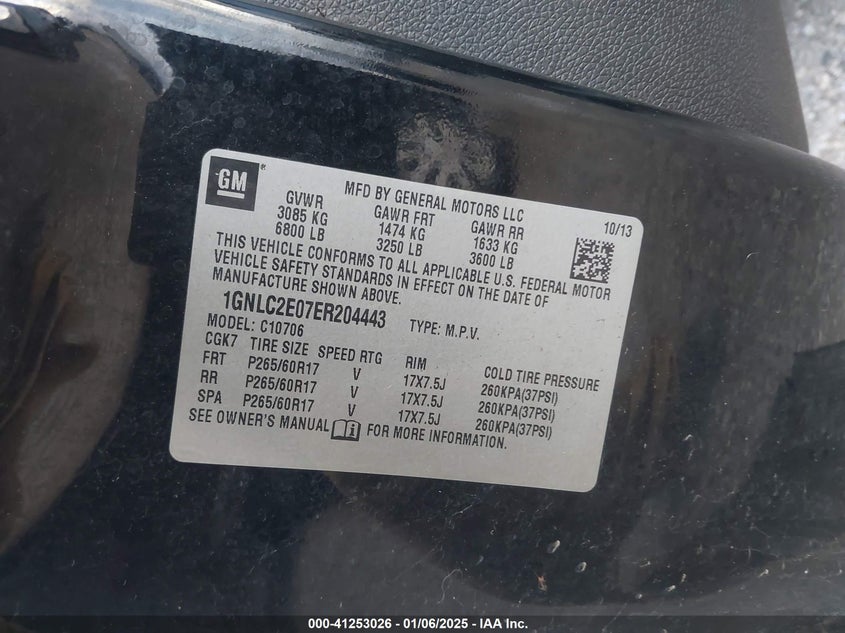 GM
MFD BY GENERAL MOTORS LLC
10/13
GVWR GAWR FRT GAWR RR
3085 KG 1474 KG 1633 KG
6800 LB 3250 LB 3600 LB
THIS VEHICLE CONFORMS TO ALL APPLICABLE U.S. FEDERAL MOTOR
VEHICLE SAFETY STANDARDS IN EFFECT ON THE DATE OF
MANUFACTURE SHOWN ABOVE.
1GNLC2E07ER204443 TYPE: M.P.V.
MODEL: C10706
CGK7 TIRE SIZE SPEED RTG RIM COLD TIRE PRESSURE
FRT P265/60R17 V 17X7.5J 260KPA(37PSI)
RR P265/60R17 V 17X7.5J 260KPA(37PSI)
SPA P265/60R17 V 17X7.5J 260KPA(37PSI)
SEE OWNER'S MANUAL FOR MORE INFORMATION.
000-41253026 - 01/06/2025 - IAA Inc.